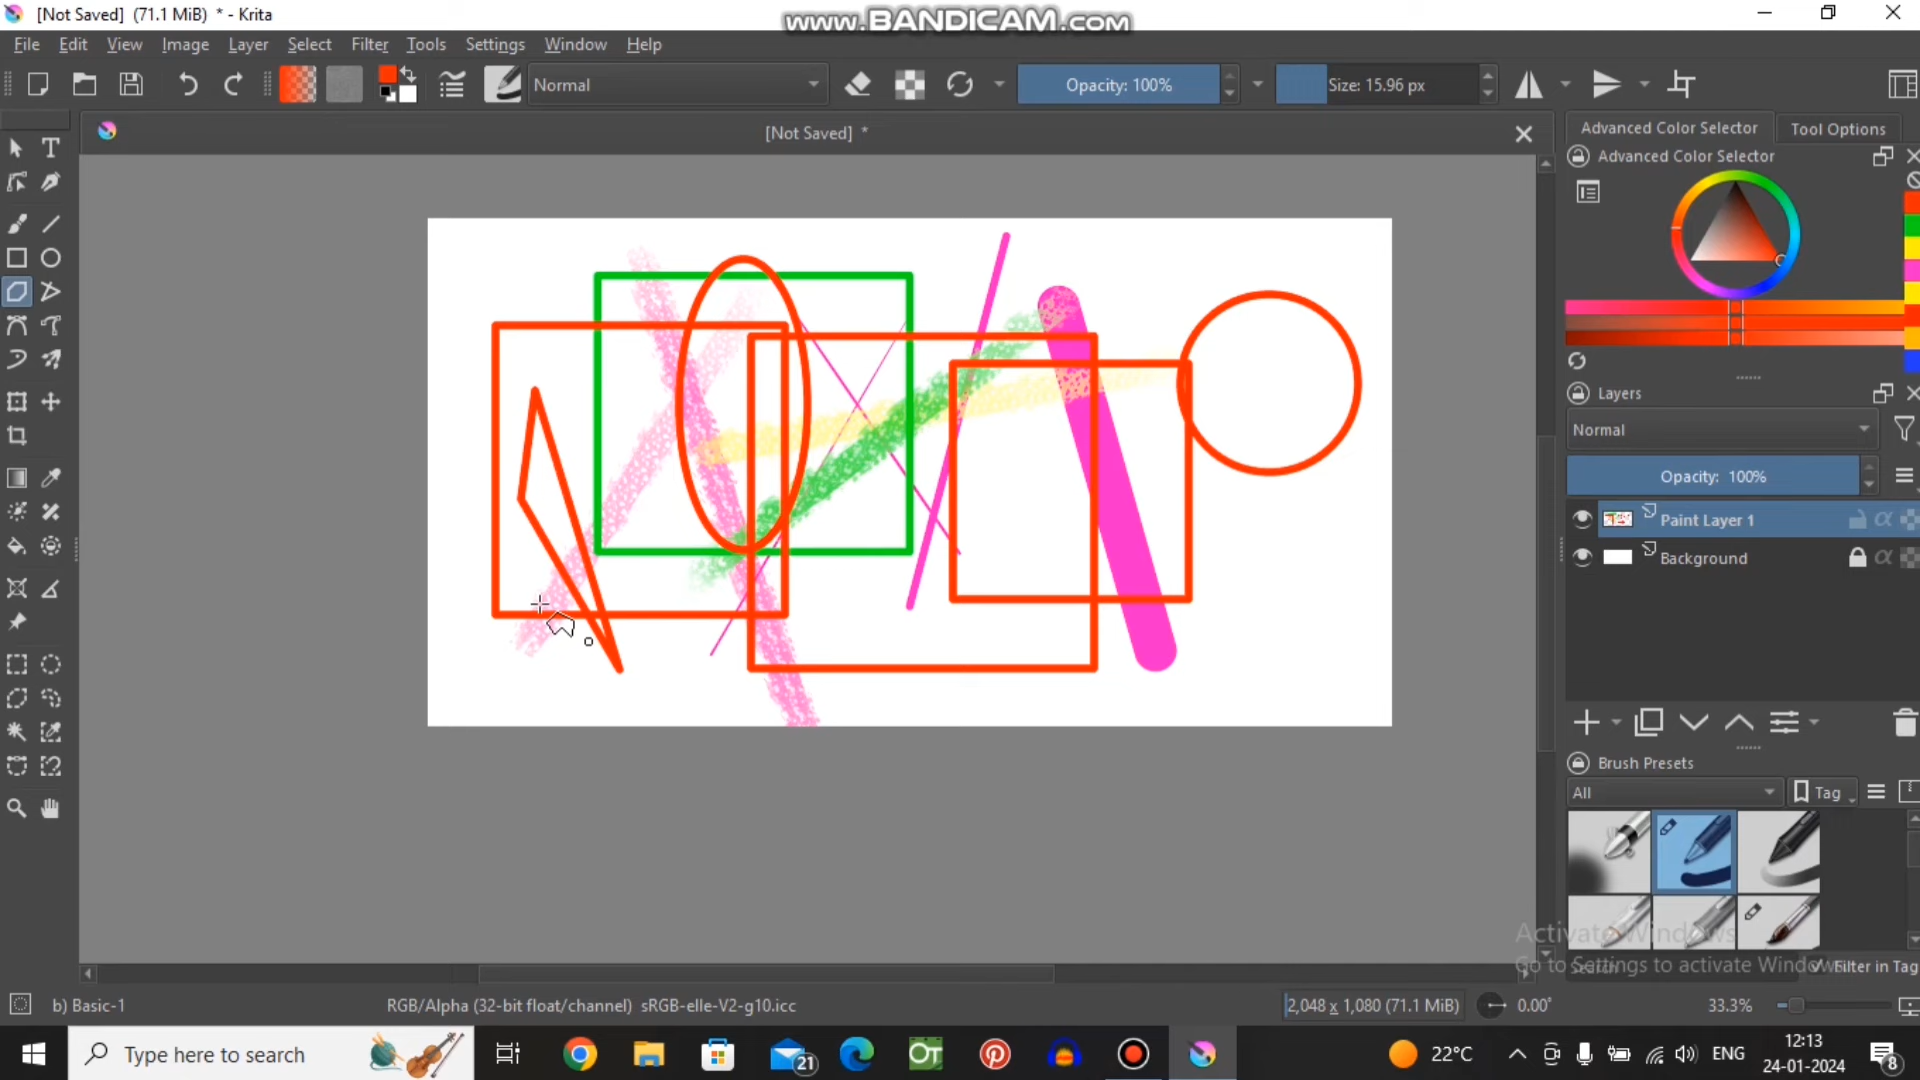 [Not Saved] (71.1 MiB) * - Krita
www.BANDICAM.com
File Edit View Image Layer Select Filter Tools Settings Window Help
Normal
Opacity: 100%
Size: 15.96 px
[Not Saved] *
Advanced Color Selector
Tool Options
Advanced Color Selector
Layers
Normal
Opacity: 100%
Paint Layer 1
Background
Brush Presets
All
Tag
Activate Windows
Go to Settings to activate Windows
Search
Filter in Tag
b) Basic-1
RGB/Alpha (32-bit float/channel) sRGB-elle-V2-g10.icc
2,048 x 1,080 (71.1 MiB)
0.00°
33.3%
Type here to search
21
OT
22°C
ENG
12:13
24-01-2024
8